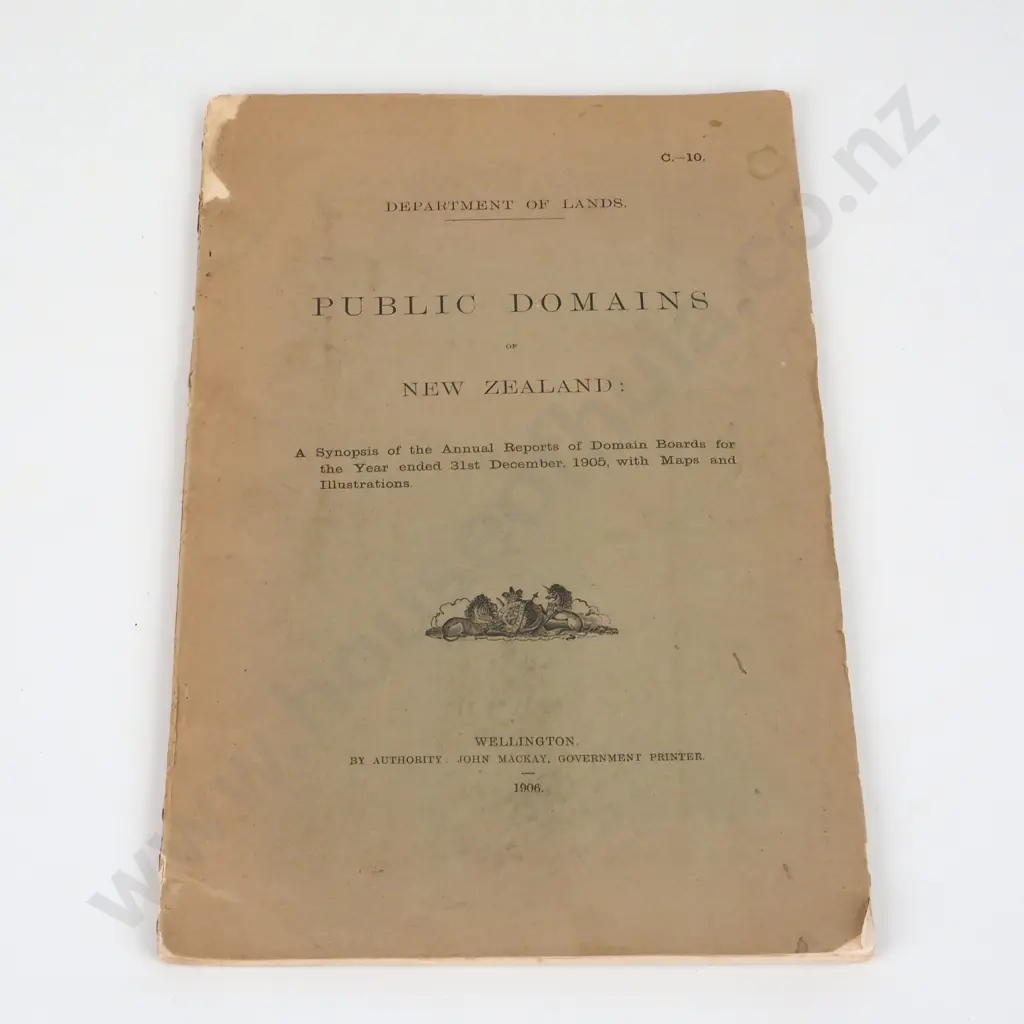 C.—10.
DEPARTMENT OF LANDS.
PUBLIC DOMAINS
OF
NEW ZEALAND:
A Synopsis of the Annual Reports of Domain Boards for
the Year ended 31st December, 1905, with Maps and
Illustrations.
WELLINGTON.
BY AUTHORITY: JOHN MACKAY, GOVERNMENT PRINTER.
1906.